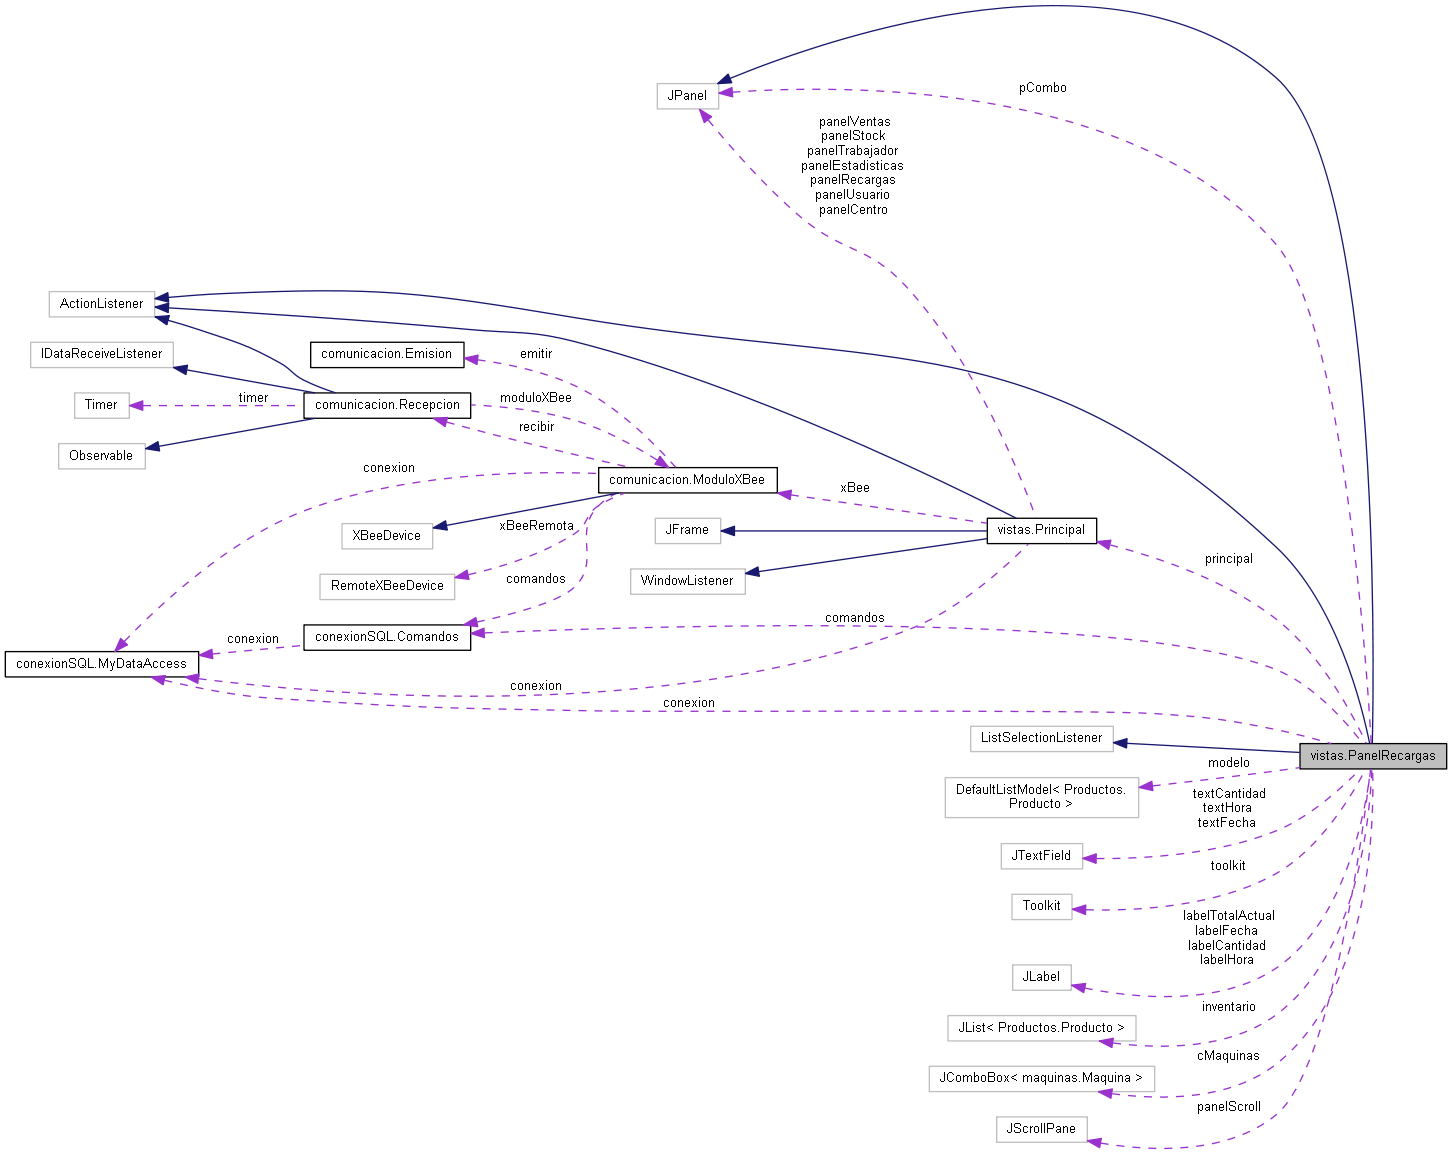 JPanel
pCombo
panelVentas
panelStock
panelTrabajador
panelEstadisticas
panelRecargas
panelUsuario
panelCentro
ActionListener
IDataReceiveListener
comunicacion.Emision
emitir
Timer
timer
comunicacion.Recepcion
moduloXBee
recibir
Observable
conexion
comunicacion.ModuloXBee
xBee
XBeeDevice
xBeeRemota
JFrame
vistas.Principal
principal
RemoteXBeeDevice
comandos
WindowListener
conexionSQL.Comandos
comandos
conexion
conexionSQL.MyDataAccess
conexion
conexion
ListSelectionListener
vistas.PanelRecargas
modelo
DefaultListModel< Productos.
Producto >
textCantidad
textHora
textFecha
JTextField
toolkit
Toolkit
labelTotalActual
labelFecha
labelCantidad
labelHora
JLabel
inventario
JList< Productos.Producto >
cMaquinas
JComboBox< maquinas.Maquina >
panelScroll
JScrollPane